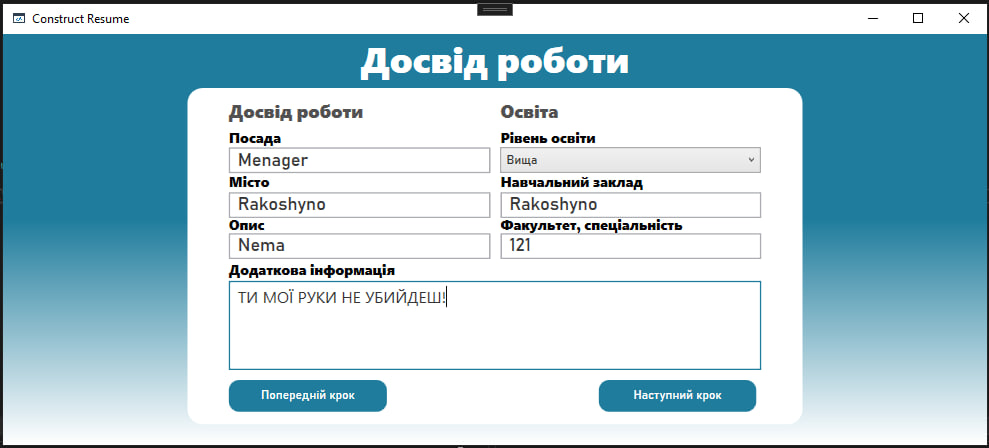 Construct Resume
Досвід роботи
Досвід роботи
Освіта
Посада
Рівень освіти
Menager
Вища
Місто
Навчальний заклад
Rakoshyno
Rakoshyno
Опис
Факультет, спеціальність
Nema
121
Додаткова інформація
ТИ МОЇ РУКИ НЕ УБИЙДЕШ!
Попередній крок
Наступний крок